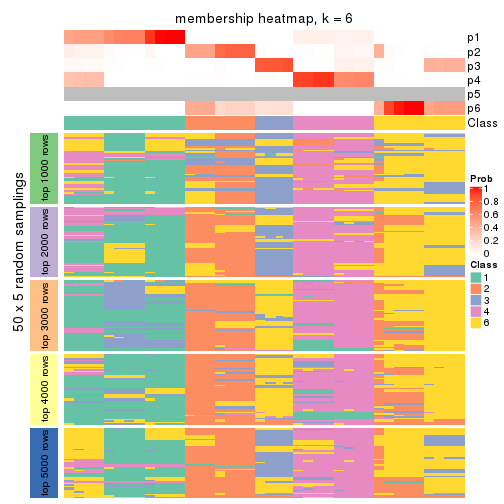 membership heatmap, k = 6
p1
p2
p3
p4
p5
p6
Class
50 x 5 random samplings
top 1000 rows
top 2000 rows
top 3000 rows
top 4000 rows
top 5000 rows
Prob
1
0.8
0.6
0.4
0.2
0
Class
1
2
3
4
6